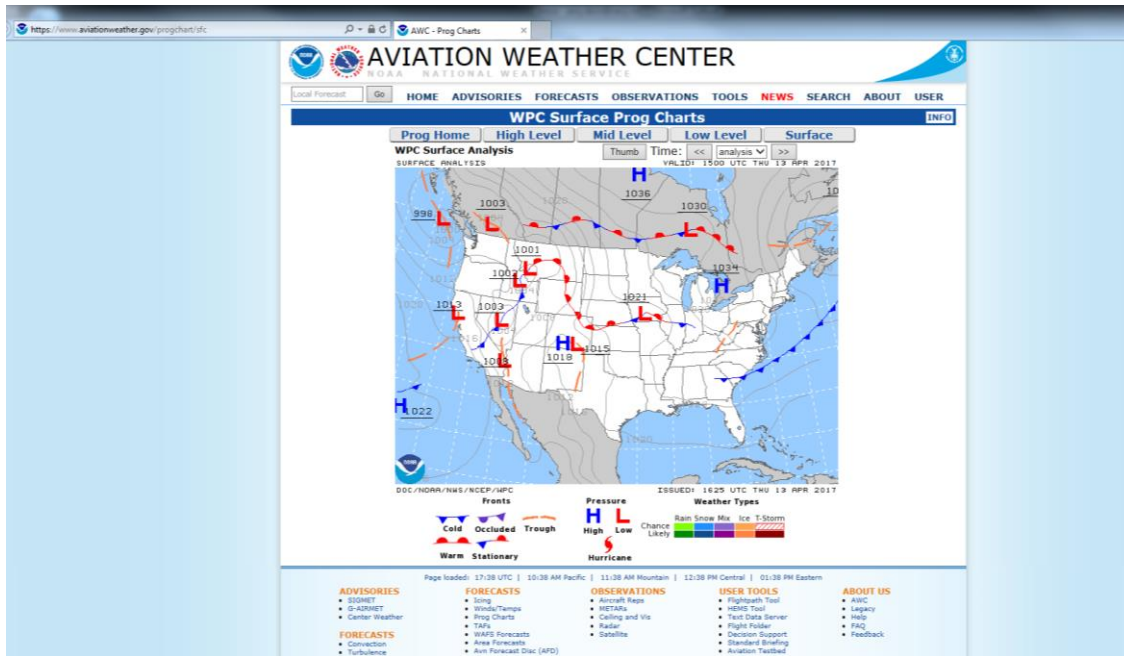 https://www.aviationweather.gov/progchart/sfc
AWC - Prog Charts
AVIATION WEATHER CENTER
NOAA NATIONAL WEATHER SERVICE
Local Forecast Go HOME ADVISORIES FORECASTS OBSERVATIONS TOOLS NEWS SEARCH ABOUT USER
WPC Surface Prog Charts INFO
Prog Home High Level Mid Level Low Level Surface
WPC Surface Analysis Thumb Time: << analysis >>
SURFACE ANALYSIS VALID: 1500 UTC THU 13 APR 2017
H
1036
1003
L
1030
L
998
L
1001
L
1002
L
1034
H
1013
L
1003
L
1021
L
H
1018
L
1015
L
H
1022
DOC/NOAA/NWS/NCEP/WPC ISSUED: 1625 UTC THU 13 APR 2017
Fronts Pressure Weather Types
H L
Rain Snow Mix Ice T-Storm
Cold Occluded Trough High Low Chance
Likely
Warm Stationary Hurricane
Page loaded: 17:38 UTC | 10:38 AM Pacific | 11:38 AM Mountain | 12:38 PM Central | 01:38 PM Eastern
ADVISORIES FORECASTS OBSERVATIONS USER TOOLS ABOUT US
SIGMET Icing Aircraft Reps Flightpath Tool AWC
G-AIRMET Winds/Temps METARs HEMS Tool Legacy
Center Weather Prog Charts Ceiling and Vis Text Data Server Help
TAFs Radar Flight Folder FAQ
FORECASTS WAFS Forecasts Satellite Decision Support Feedback
Convection Area Forecasts Standard Briefing
Turbulence Avn Forecast Disc (AFD) Aviation Testbed